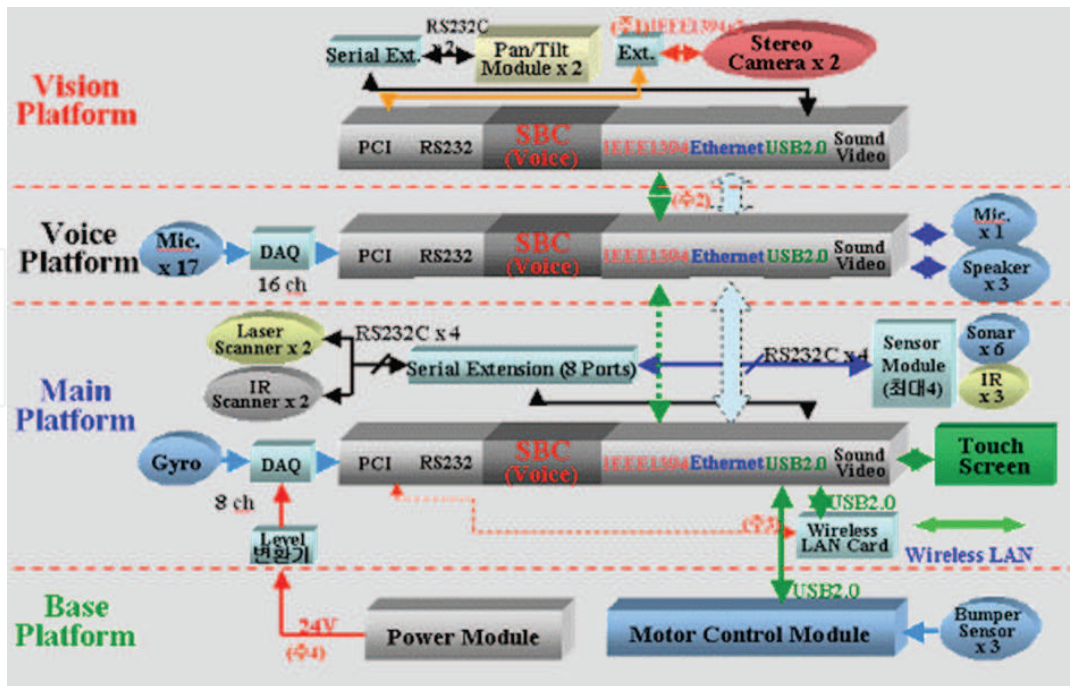 RS232C
x 2
(주1)IEEE1394x2
Serial Ext.
Pan/Tilt
Module x 2
Ext.
Stereo
Camera x 2
Vision
Platform
PCI
RS232
SBC
(Voice)
IEEE1394
Ethernet
USB2.0
Sound
Video
(주2)
Voice
Platform
Mic.
x 17
DAQ
16 ch
PCI
RS232
SBC
(Voice)
IEEE1394
Ethernet
USB2.0
Sound
Video
Mic.
x 1
Speaker
x 3
Main
Platform
Laser
Scanner x 2
IR
Scanner x 2
RS232C x 4
Serial Extension (8 Ports)
RS232C x 4
Sensor
Module
(최대4)
Sonar
x 6
IR
x 3
Gyro
DAQ
8 ch
PCI
RS232
SBC
(Voice)
IEEE1394
Ethernet
USB2.0
Sound
Video
Touch
Screen
Level
변환기
(주3)
USB2.0
Wireless
LAN Card
Wireless LAN
Base
Platform
24V
(주4)
Power Module
USB2.0
Motor Control Module
Bumper
Sensor
x 3